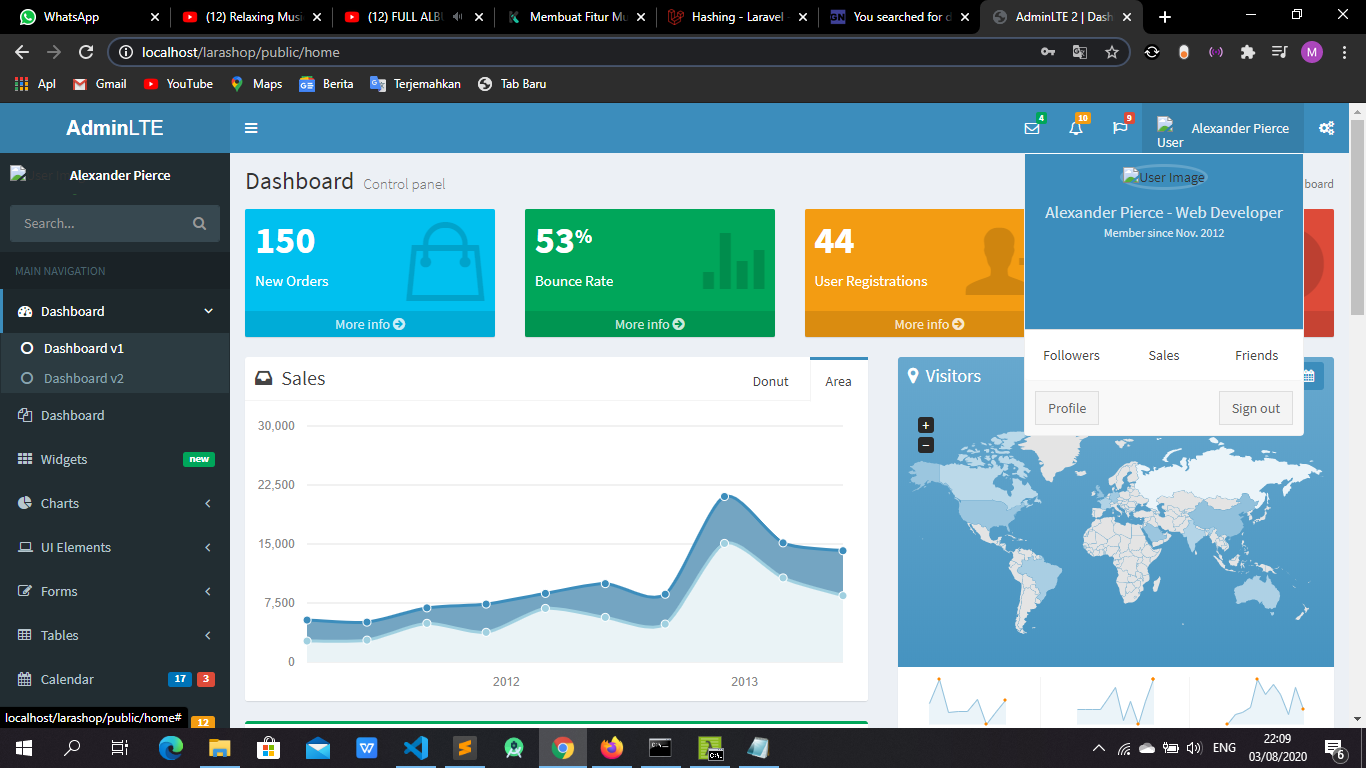 WhatsApp
(12) Relaxing Musi
(12) FULL ALBU
Membuat Fitur Mu
Hashing - Laravel -
GN
You searched for d
AdminLTE 2 | Dash
localhost/larashop/public/home
M
Apl
Gmail
YouTube
Maps
Berita
Terjemahkan
Tab Baru
AdminLTE
4
10
9
User
Alexander Pierce
Alexander Pierce
Search...
MAIN NAVIGATION
Dashboard
Dashboard v1
Dashboard v2
Dashboard
Widgets
new
Charts
UI Elements
Forms
Tables
Calendar
17
3
12
localhost/larashop/public/home#
Dashboard Control panel
board
150
New Orders
More info
53%
Bounce Rate
More info
44
User Registrations
More info
User Image
Alexander Pierce - Web Developer
Member since Nov. 2012
Followers
Sales
Friends
Profile
Sign out
Sales
Donut
Area
30,000
22,500
15,000
7,500
0
2012
2013
Visitors
+
−
ENG
22:09
03/08/2020
6